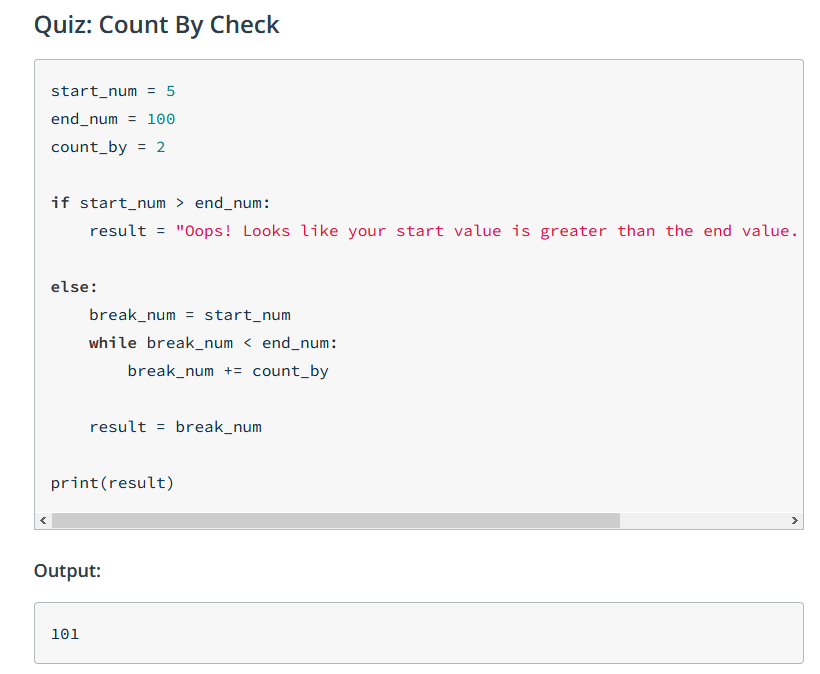 Quiz: Count By Check
start_num = 5
end_num = 100
count_by = 2
if start_num > end_num:
    result = "Oops! Looks like your start value is greater than the end value.
else:
    break_num = start_num
    while break_num < end_num:
        break_num += count_by
    result = break_num
print(result)
Output:
101